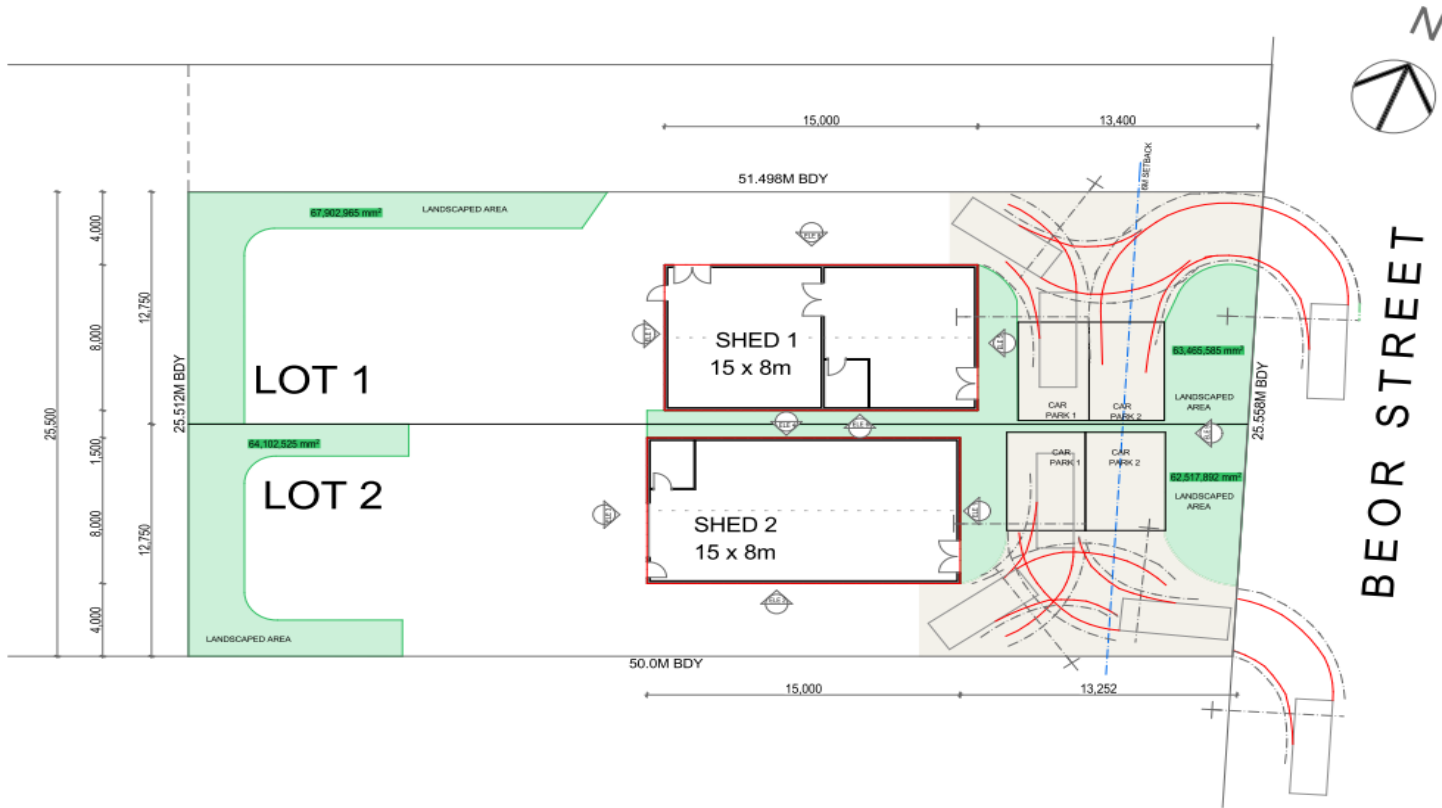 N
15,000
13,400
6M SETBACK
51.498M BDY
67,902,965 mm²
LANDSCAPED AREA
4,000
12,750
8,000
25,500
25.512M BDY
LOT 1
SHED 1
15 x 8m
63,465,585 mm²
LANDSCAPED
AREA
CAR
PARK 1
CAR
PARK 2
25.558M BDY
BEOR STREET
64,102,525 mm²
1,500
LOT 2
8,000
12,750
4,000
SHED 2
15 x 8m
CAR
PARK 1
CAR
PARK 2
62,517,892 mm²
LANDSCAPED
AREA
LANDSCAPED AREA
50.0M BDY
15,000
13,252